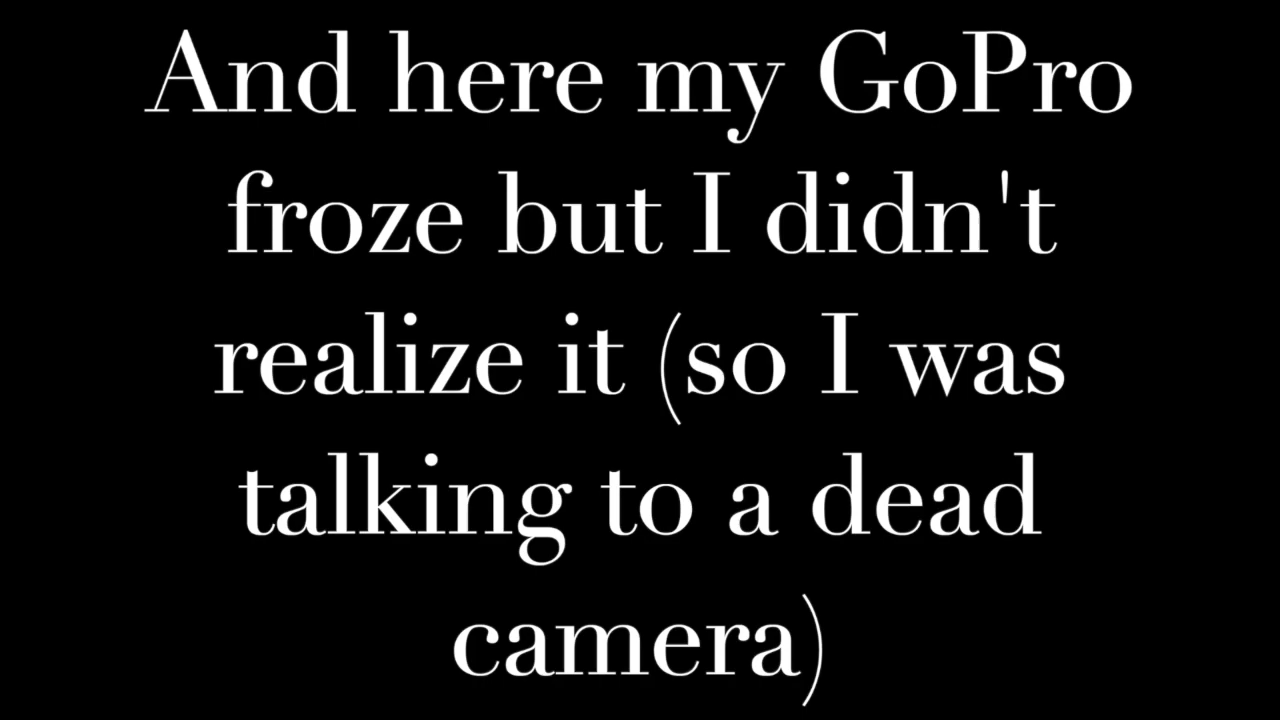 And here my GoPro
froze but I didn't
realize it (so I was
talking to a dead
camera)